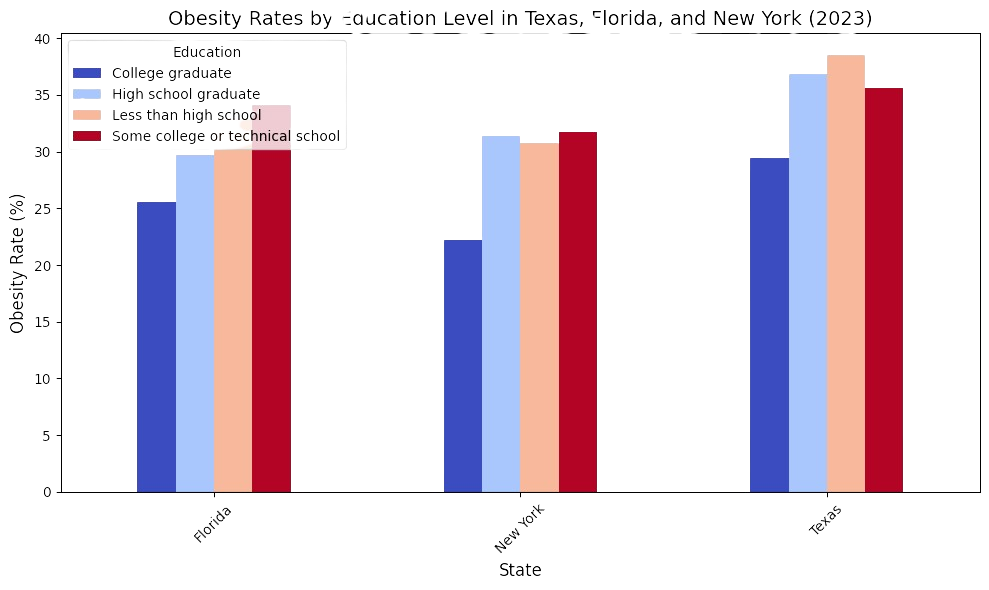 Obesity Rates by Education Level in Texas, Florida, and New York (2023)
Education
College graduate
High school graduate
Less than high school
Some college or technical school
Obesity Rate (%)
40
35
30
25
20
15
10
5
0
Florida
New York
Texas
State